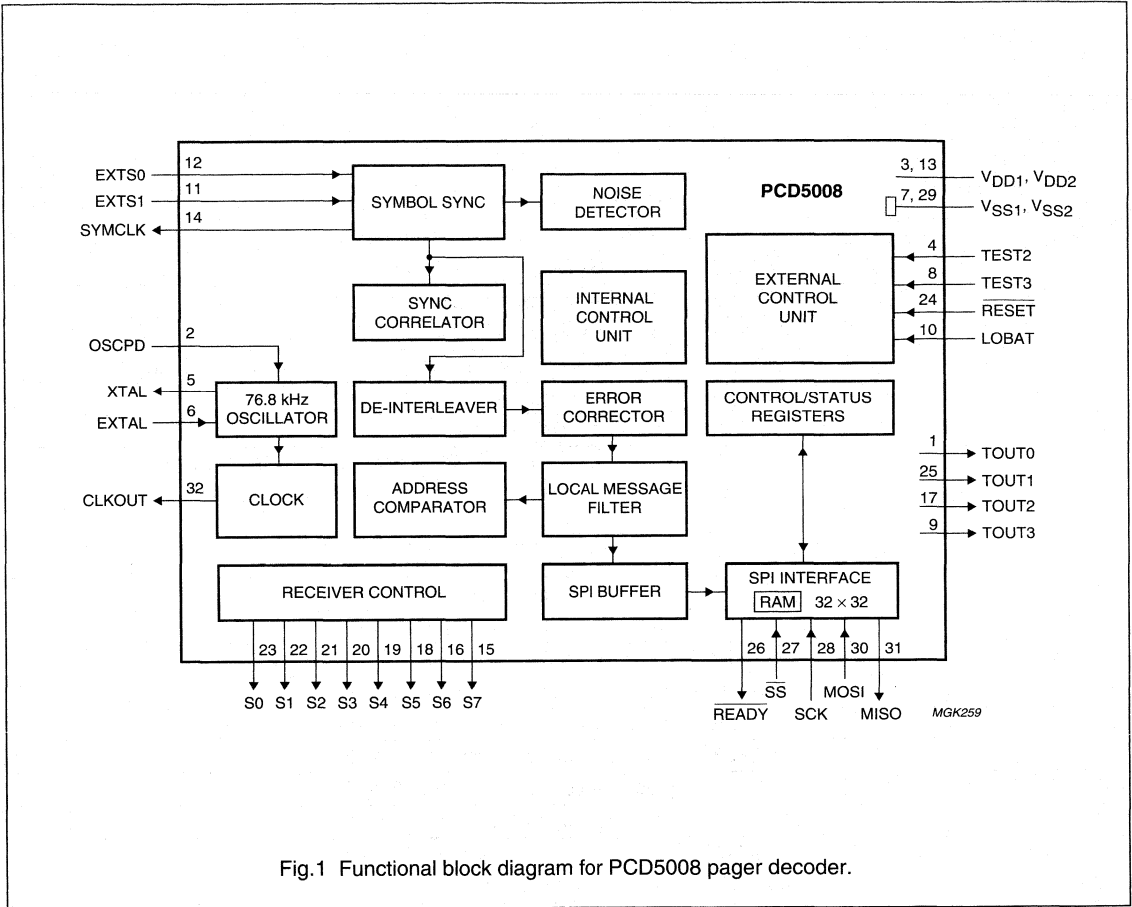 PCD5008
12
EXTS0
11
EXTS1
14
SYMCLK
SYMBOL SYNC
NOISE
DETECTOR
3, 13
VDD1, VDD2
7, 29
VSS1, VSS2
SYNC
CORRELATOR
INTERNAL
CONTROL
UNIT
EXTERNAL
CONTROL
UNIT
4
TEST2
8
TEST3
24
RESET
10
LOBAT
2
OSCPD
5
XTAL
6
EXTAL
76.8 kHz
OSCILLATOR
DE-INTERLEAVER
ERROR
CORRECTOR
CONTROL/STATUS
REGISTERS
32
CLKOUT
CLOCK
ADDRESS
COMPARATOR
LOCAL MESSAGE
FILTER
1
TOUT0
25
TOUT1
17
TOUT2
9
TOUT3
RECEIVER CONTROL
SPI BUFFER
SPI INTERFACE
RAM 32 × 32
23 22 21 20 19 18 16 15
S0 S1 S2 S3 S4 S5 S6 S7
26 27 28 30 31
SS MOSI
READY SCK MISO
MGK259
Fig.1 Functional block diagram for PCD5008 pager decoder.